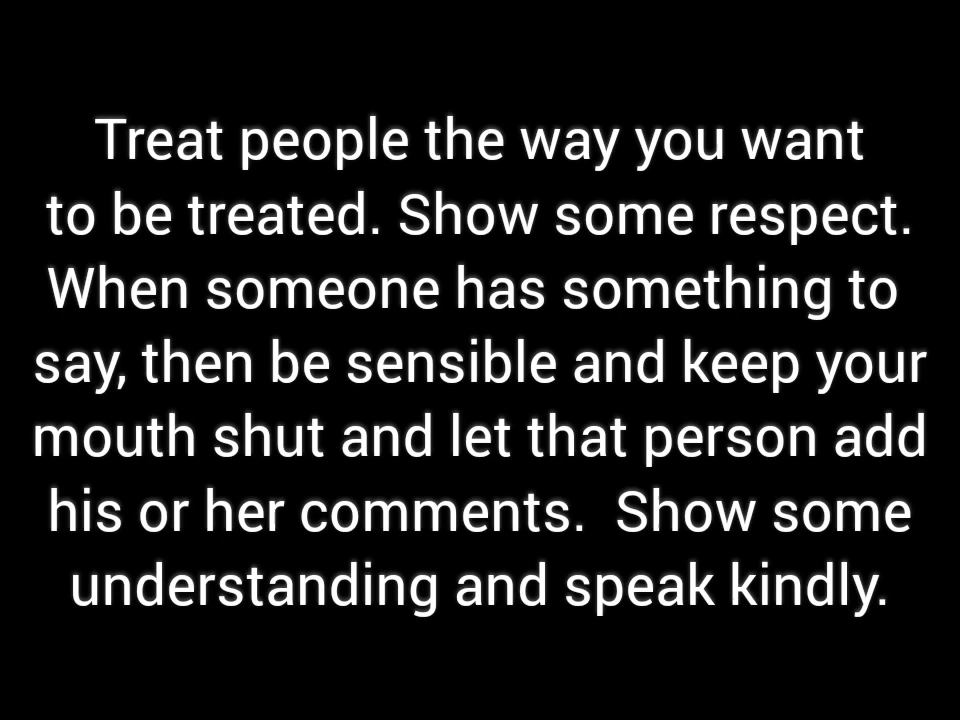 Treat people the way you want
to be treated. Show some respect.
When someone has something to
say, then be sensible and keep your
mouth shut and let that person add
his or her comments.  Show some
understanding and speak kindly.